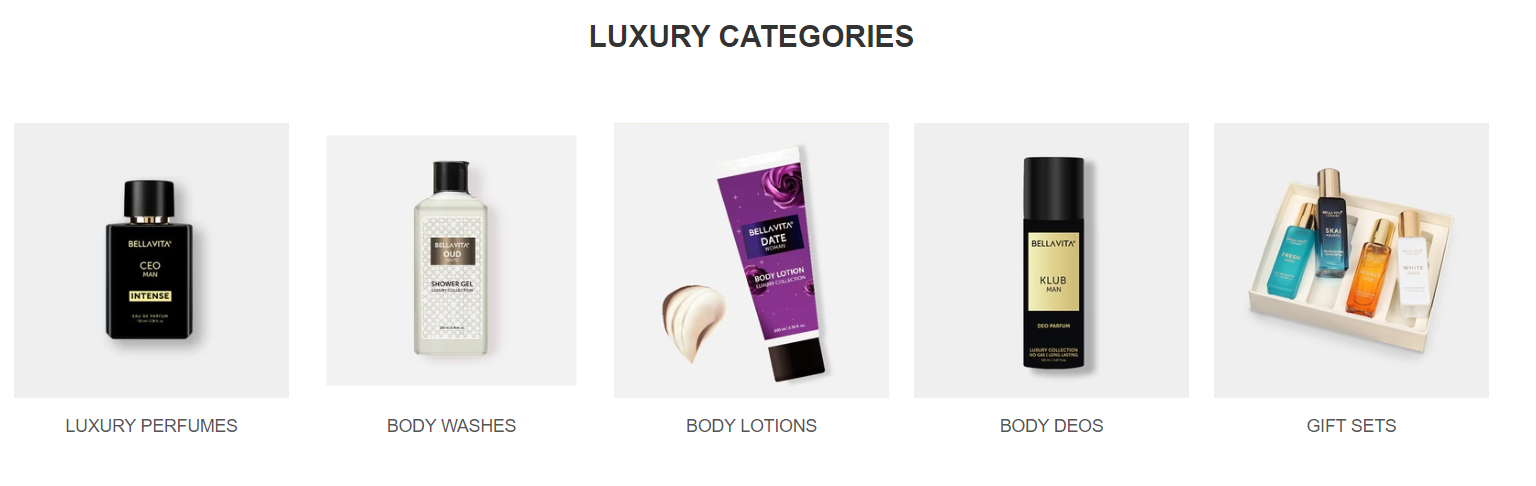 LUXURY CATEGORIES
BELLAVITA®
CEO
MAN
INTENSE
EAU DE PARFUM
BELLAVITA®
OUD
SHOWER GEL
LUXURY COLLECTION
BELLAVITA®
DATE
WOMAN
BODY LOTION
LUXURY COLLECTION
BELLAVITA®
KLUB
MAN
DEO PARFUM
LUXURY COLLECTION
NO GAS | LONG LASTING
FRESH
BELLA VITA
SKAI
WHITE
LUXURY PERFUMES
BODY WASHES
BODY LOTIONS
BODY DEOS
GIFT SETS